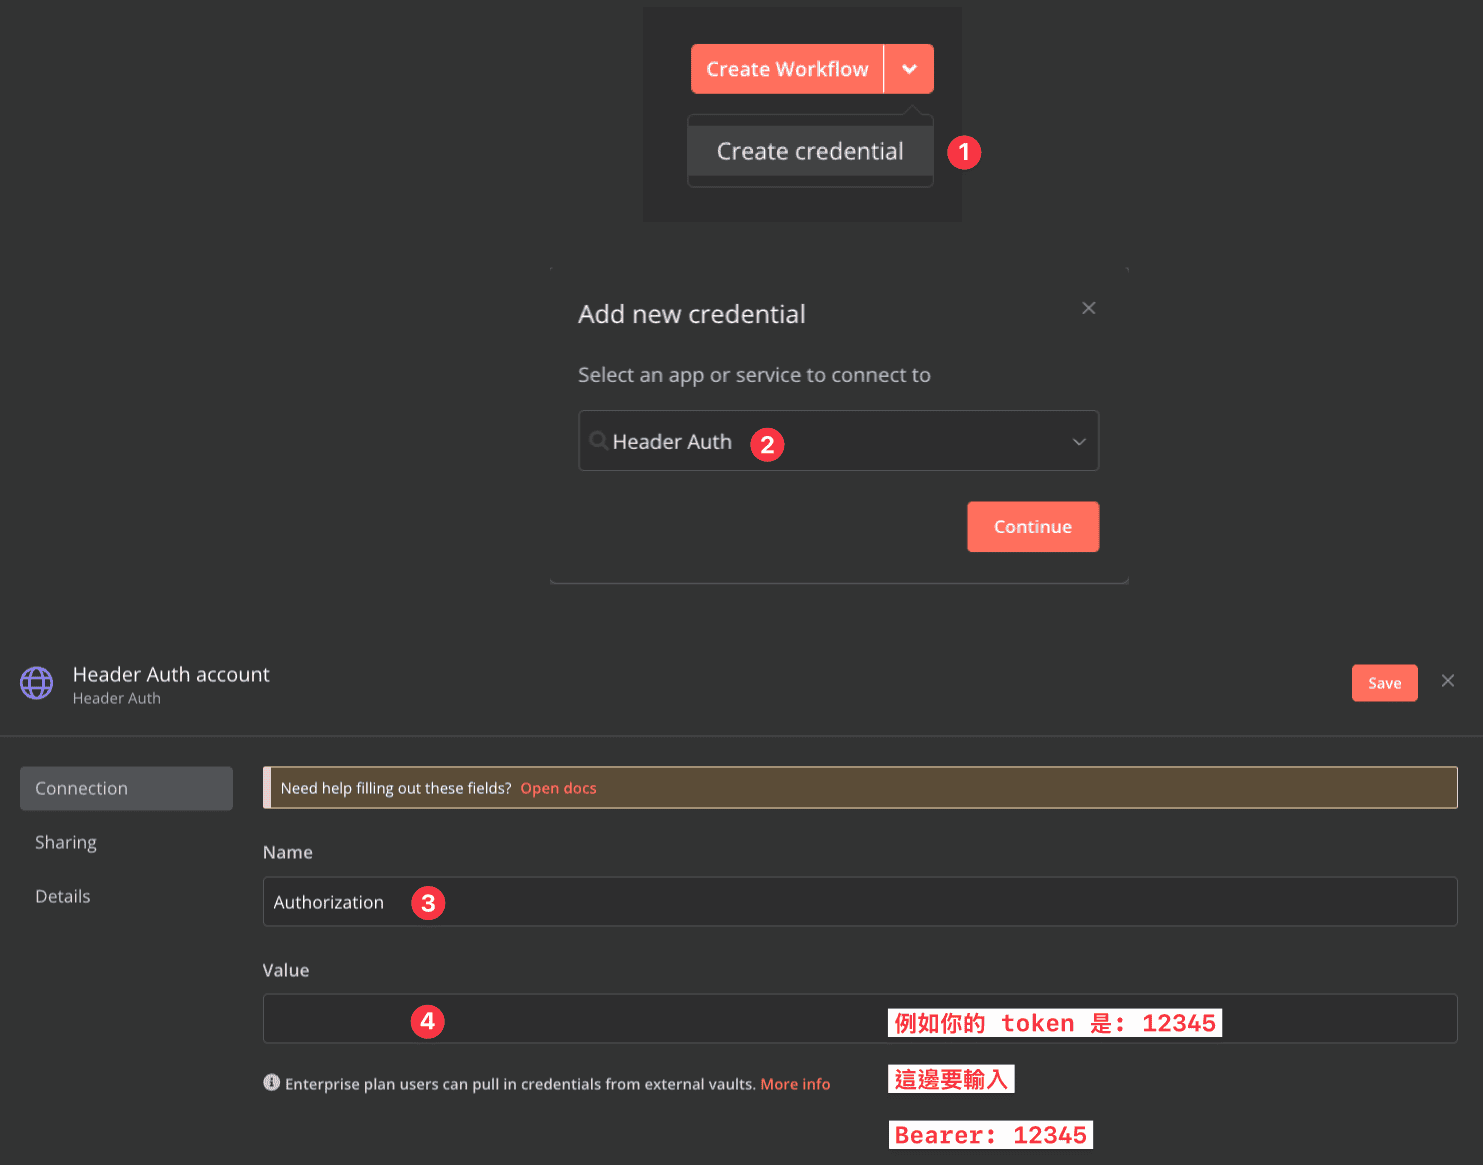 Create Workflow
Create credential
1
Add new credential
Select an app or service to connect to
Header Auth
2
Continue
Header Auth account
Header Auth
Save
Connection
Sharing
Details
Need help filling out these fields? Open docs
Name
Authorization
3
Value
4
例如你的 token 是: 12345
Enterprise plan users can pull in credentials from external vaults. More info
這邊要輸入
Bearer: 12345